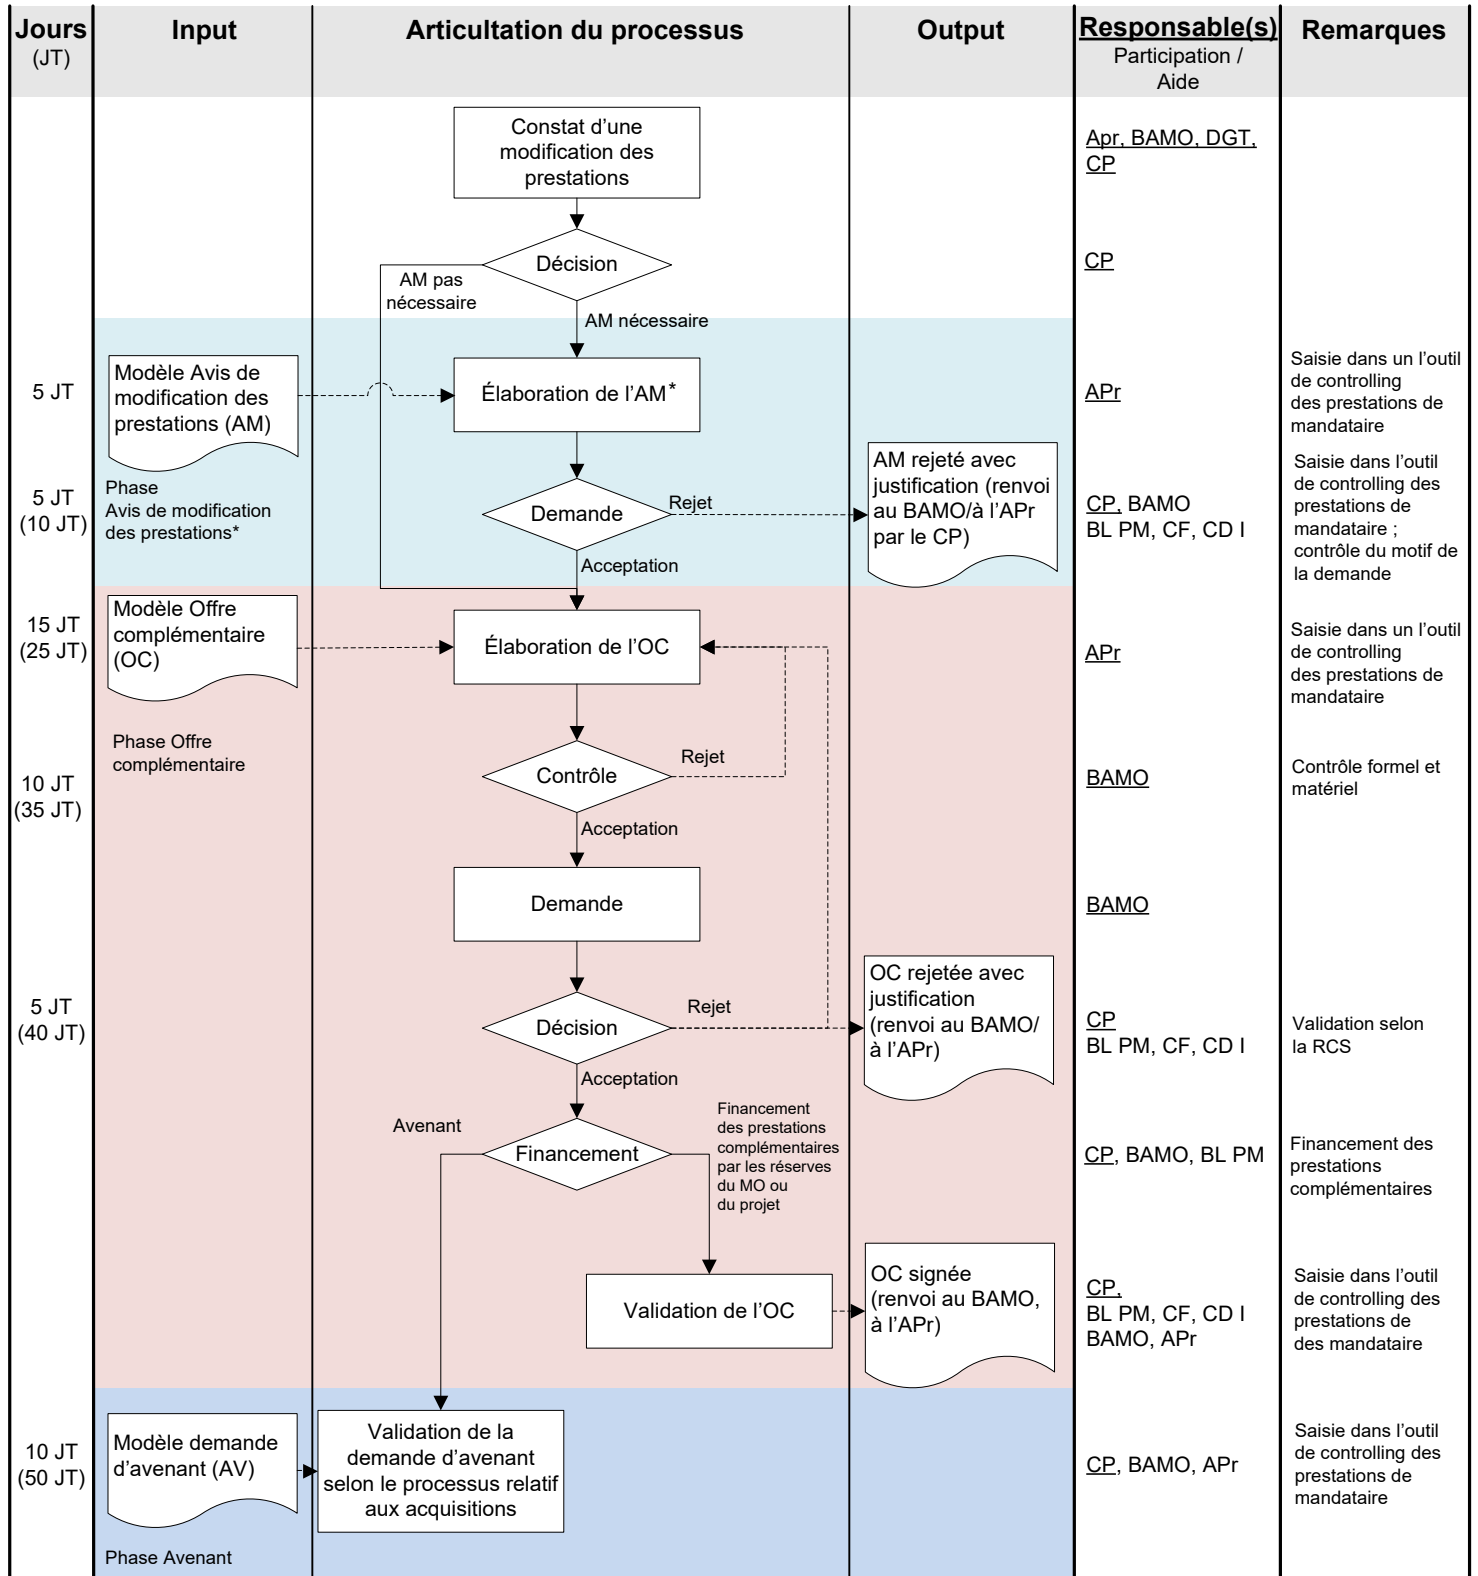 Jours
(JT)
Input
Articultation du processus
Output
Responsable(s)
Participation /
Aide
Remarques
Constat d'une
modification des
prestations
Apr, BAMO, DGT,
CP
Décision
CP
AM pas
nécessaire
AM nécessaire
5 JT
Modèle Avis de
modification des
prestations (AM)
Élaboration de l'AM*
APr
Saisie dans un l'outil
de controlling
des prestations de
mandataire
5 JT
(10 JT)
Phase
Avis de modification
des prestations*
Demande
Rejet
AM rejeté avec
justification (renvoi
au BAMO/à l'APr
par le CP)
CP, BAMO
BL PM, CF, CD I
Saisie dans l'outil
de controlling des
prestations de
mandataire ;
contrôle du motif de
la demande
Acceptation
15 JT
(25 JT)
Modèle Offre
complémentaire
(OC)
Élaboration de l'OC
APr
Saisie dans un l'outil
de controlling
des prestations de
mandataire
Phase Offre
complémentaire
10 JT
(35 JT)
Contrôle
Rejet
BAMO
Contrôle formel et
matériel
Acceptation
Demande
BAMO
5 JT
(40 JT)
Décision
Rejet
OC rejetée avec
justification
(renvoi au BAMO/
à l'APr)
CP
BL PM, CF, CD I
Validation selon
la RCS
Acceptation
Avenant
Financement
Financement
des prestations
complémentaires
par les réserves
du MO ou
du projet
CP, BAMO, BL PM
Financement des
prestations
complémentaires
Validation de l'OC
OC signée
(renvoi au BAMO,
à l'APr)
CP,
BL PM, CF, CD I
BAMO, APr
Saisie dans l'outil
de controlling des
prestations de
des mandataire
10 JT
(50 JT)
Modèle demande
d'avenant (AV)
Validation de la
demande d'avenant
selon le processus relatif
aux acquisitions
CP, BAMO, APr
Saisie dans l'outil
de controlling des
prestations de
mandataire
Phase Avenant